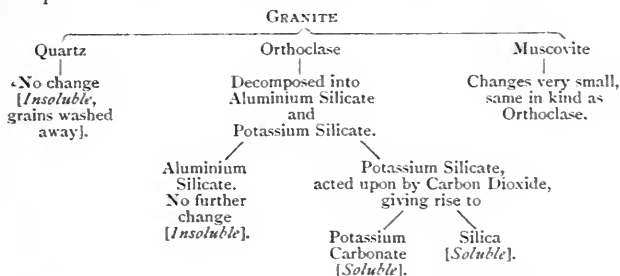 GRANITE
Quartz
No change
[Insoluble,
grains washed
away].
Orthoclase
Decomposed into
Aluminium Silicate
and
Potassium Silicate.
Muscovite
Changes very small,
same in kind as
Orthoclase.
Aluminium
Silicate.
No further
change
[Insoluble].
Potassium Silicate,
acted upon by Carbon Dioxide,
giving rise to
Potassium
Carbonate
[Soluble].
Silica
[Soluble].